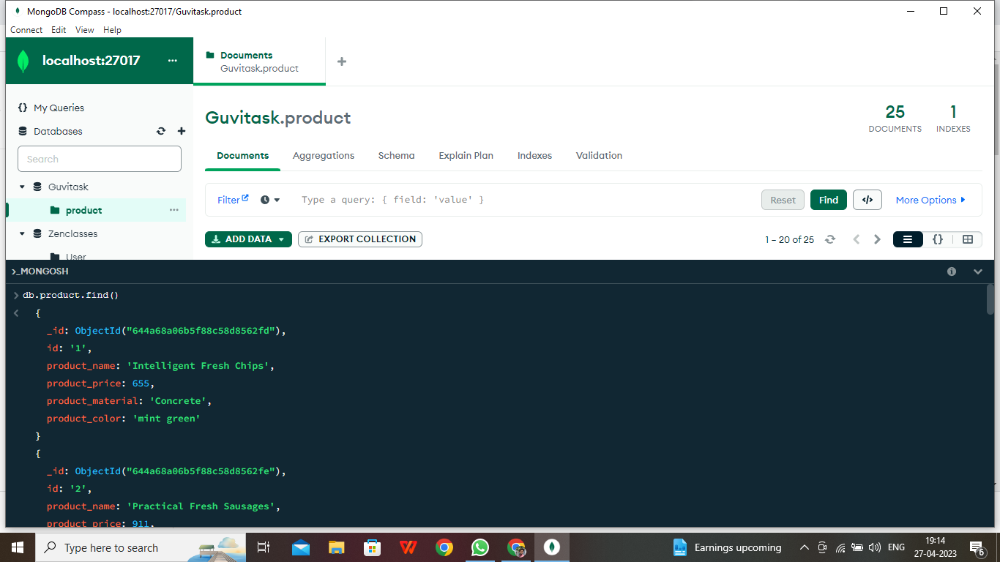 MongoDB Compass - localhost:27017/Guvitask.product
Connect Edit View Help
localhost:27017 ...
Documents
Guvitask.product
My Queries
Databases
Search
Guvitask
product
Zenclasses
User
Guvitask.product
25
DOCUMENTS
1
INDEXES
Documents Aggregations Schema Explain Plan Indexes Validation
Filter Type a query: { field: 'value' } Reset Find </> More Options
ADD DATA EXPORT COLLECTION 1 – 20 of 25 {}
>_MONGOSH
> db.product.find()
< {
_id: ObjectId("644a68a06b5f88c58d8562fd"),
id: '1',
product_name: 'Intelligent Fresh Chips',
product_price: 655,
product_material: 'Concrete',
product_color: 'mint green'
}
{
_id: ObjectId("644a68a06b5f88c58d8562fe"),
id: '2',
product_name: 'Practical Fresh Sausages',
product_price: 911,
Type here to search
Earnings upcoming
ENG
19:14
27-04-2023
6